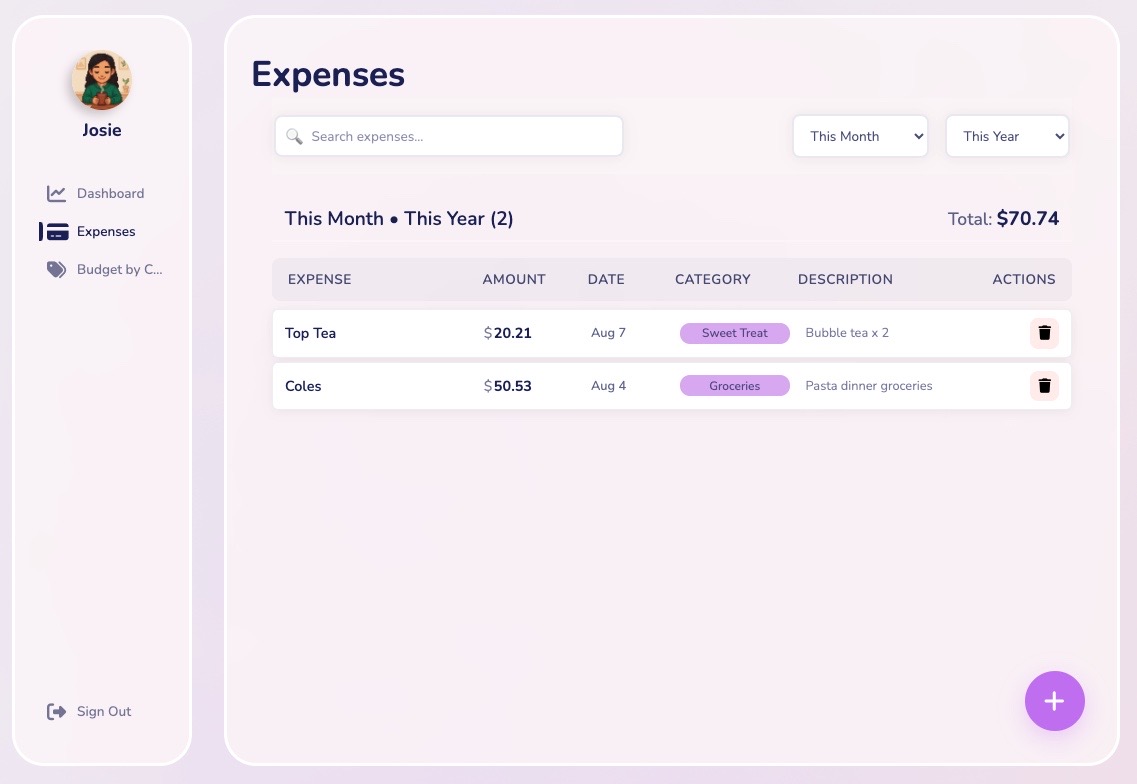 Josie
Dashboard
Expenses
Budget by C...
Sign Out
Expenses
Search expenses...
This Month
This Year
This Month • This Year (2)
Total: $70.74
EXPENSE AMOUNT DATE CATEGORY DESCRIPTION ACTIONS
Top Tea $20.21 Aug 7 Sweet Treat Bubble tea x 2
Coles $50.53 Aug 4 Groceries Pasta dinner groceries